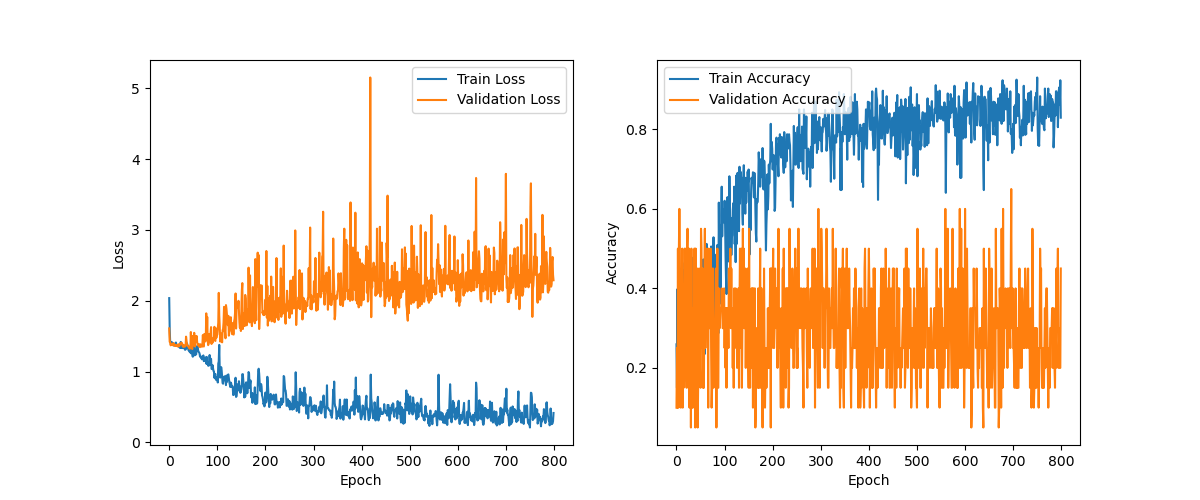 Train Loss
Validation Loss
5
4
3
2
1
0
Loss
0 100 200 300 400 500 600 700 800
Epoch
Train Accuracy
Validation Accuracy
0.8
0.6
0.4
0.2
Accuracy
0 100 200 300 400 500 600 700 800
Epoch